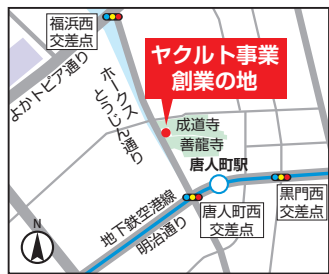 福浜西
交差点
よかトピア通り
ホークス
とうじん通り
ヤクルト事業
創業の地
成道寺
善龍寺
唐人町駅
黒門西
交差点
唐人町西
交差点
地下鉄空港線
明治通り
N